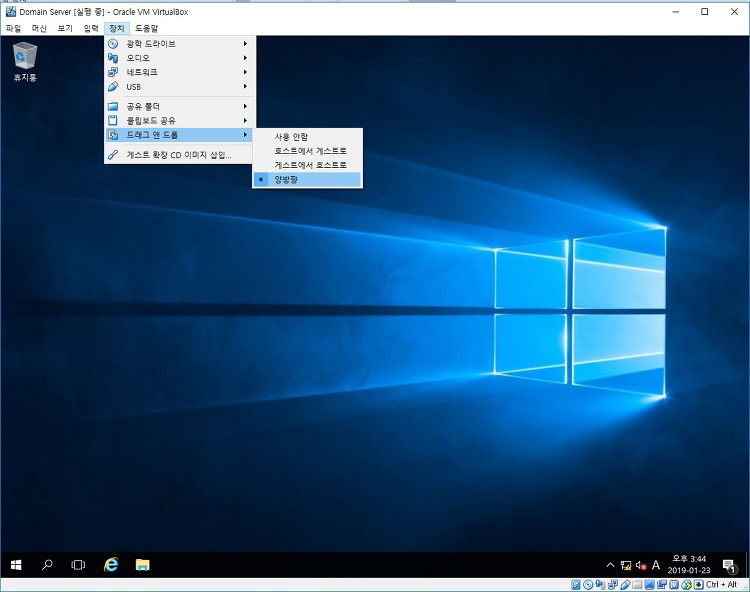 Domain Server [실행 중] - Oracle VM VirtualBox
파일 머신 보기 입력 장치 도움말
광학 드라이브
오디오
네트워크
USB
공유 폴더
클립보드 공유
드래그 앤 드롭
게스트 확장 CD 이미지 삽입...
사용 안함
호스트에서 게스트로
게스트에서 호스트로
양방향
휴지통
A
오후 3:44
2019-01-23
1
Ctrl + Alt